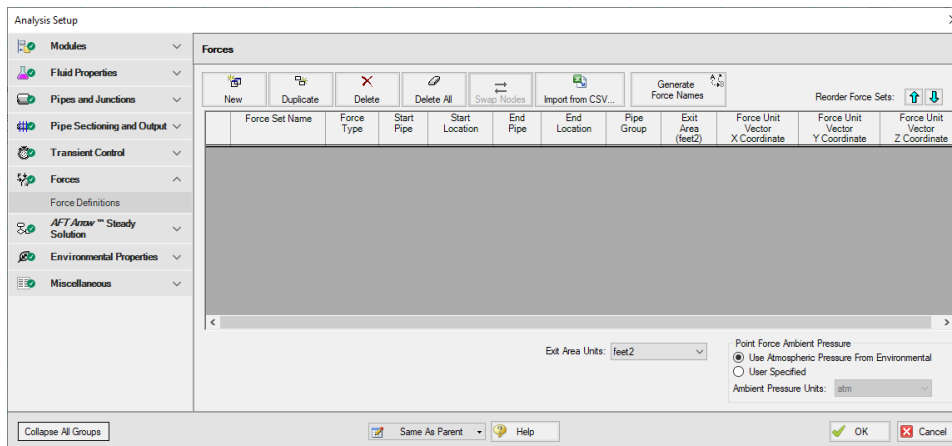 Analysis Setup
Modules
Fluid Properties
Pipes and Junctions
Pipe Sectioning and Output
Transient Control
Forces
Force Definitions
AFT Arrow ™ Steady
Solution
Environmental Properties
Miscellaneous
Forces
New
Duplicate
Delete
Delete All
Swap Nodes
Import from CSV...
Generate
Force Names
Reorder Force Sets:
Force Set Name
Force
Type
Start
Pipe
Start
Location
End
Pipe
End
Location
Pipe
Group
Exit
Area
(feet2)
Force Unit
Vector
X Coordinate
Force Unit
Vector
Y Coordinate
Force Unit
Vector
Z Coordinate
Exit Area Units: feet2
Point Force Ambient Pressure
Use Atmospheric Pressure From Environmental
User Specified
Ambient Pressure Units: atm
Collapse All Groups
Same As Parent
Help
OK
Cancel